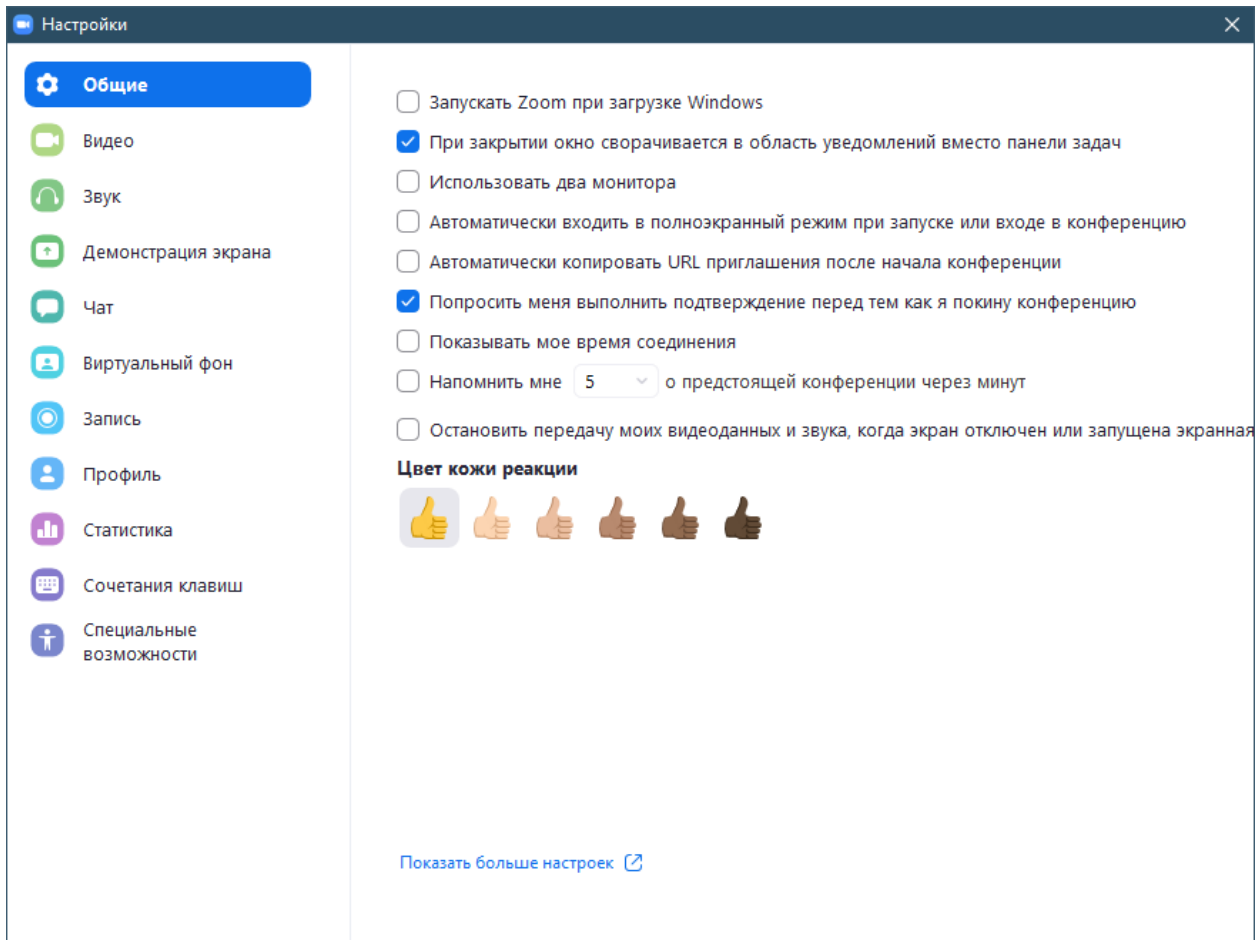 Настройки
Общие
Видео
Звук
Демонстрация экрана
Чат
Виртуальный фон
Запись
Профиль
Статистика
Сочетания клавиш
Специальные
возможности
Запускать Zoom при загрузке Windows
При закрытии окно сворачивается в область уведомлений вместо панели задач
Использовать два монитора
Автоматически входить в полноэкранный режим при запуске или входе в конференцию
Автоматически копировать URL приглашения после начала конференции
Попросить меня выполнить подтверждение перед тем как я покину конференцию
Показывать мое время соединения
Напомнить мне 5 о предстоящей конференции через минут
Остановить передачу моих видеоданных и звука, когда экран отключен или запущена экранная
Цвет кожи реакции
Показать больше настроек